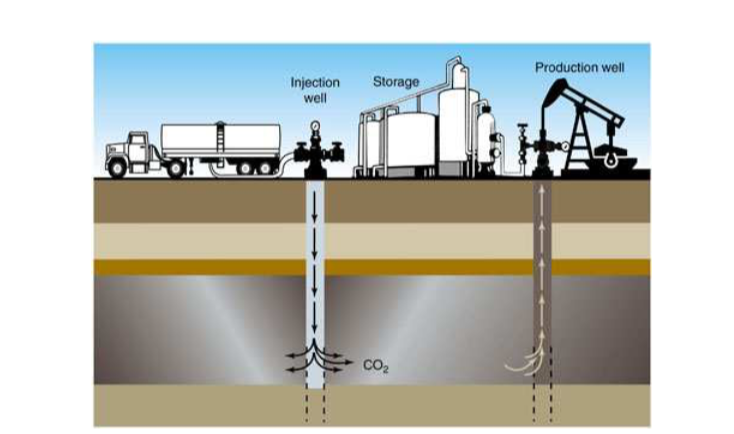 Injection
well
Storage
Production well
CO₂